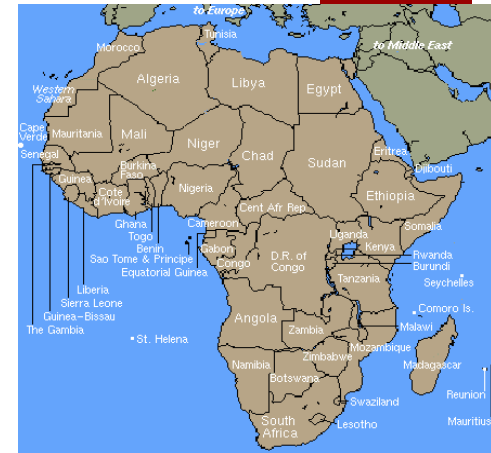 to Europe
Tunisia
Morocco
to Middle East
Algeria
Libya
Egypt
Western
Sahara
Cape
Verde
Mauritania
Mali
Niger
Chad
Sudan
Eritrea
Senegal
Burkina
Faso
Djibouti
Guinea
Nigeria
Cote
d'Ivoire
Ethiopia
Cent Afr Rep
Ghana
Togo
Benin
Cameroon
Somalia
Uganda
Kenya
Sao Tome & Principe
Gabon
Congo
D.R. of
Congo
Rwanda
Burundi
Equatorial Guinea
Tanzania
Seychelles
Liberia
Sierra Leone
Guinea-Bissau
The Gambia
Comoro Is.
Angola
Malawi
Zambia
St. Helena
Mozambique
Zimbabwe
Madagascar
Namibia
Botswana
Reunion
Swaziland
Mauritius
South
Africa
Lesotho